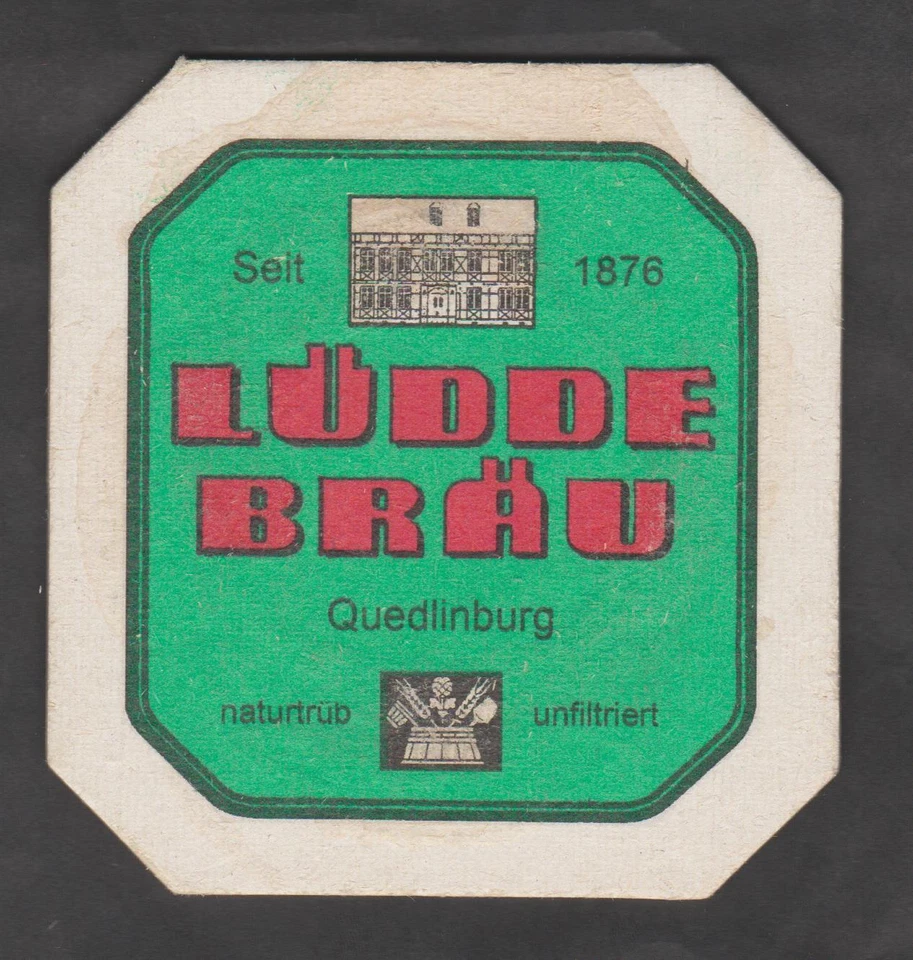 Seit 1876
LÜDDE
BRÄU
Quedlinburg
naturtrüb unfiltriert